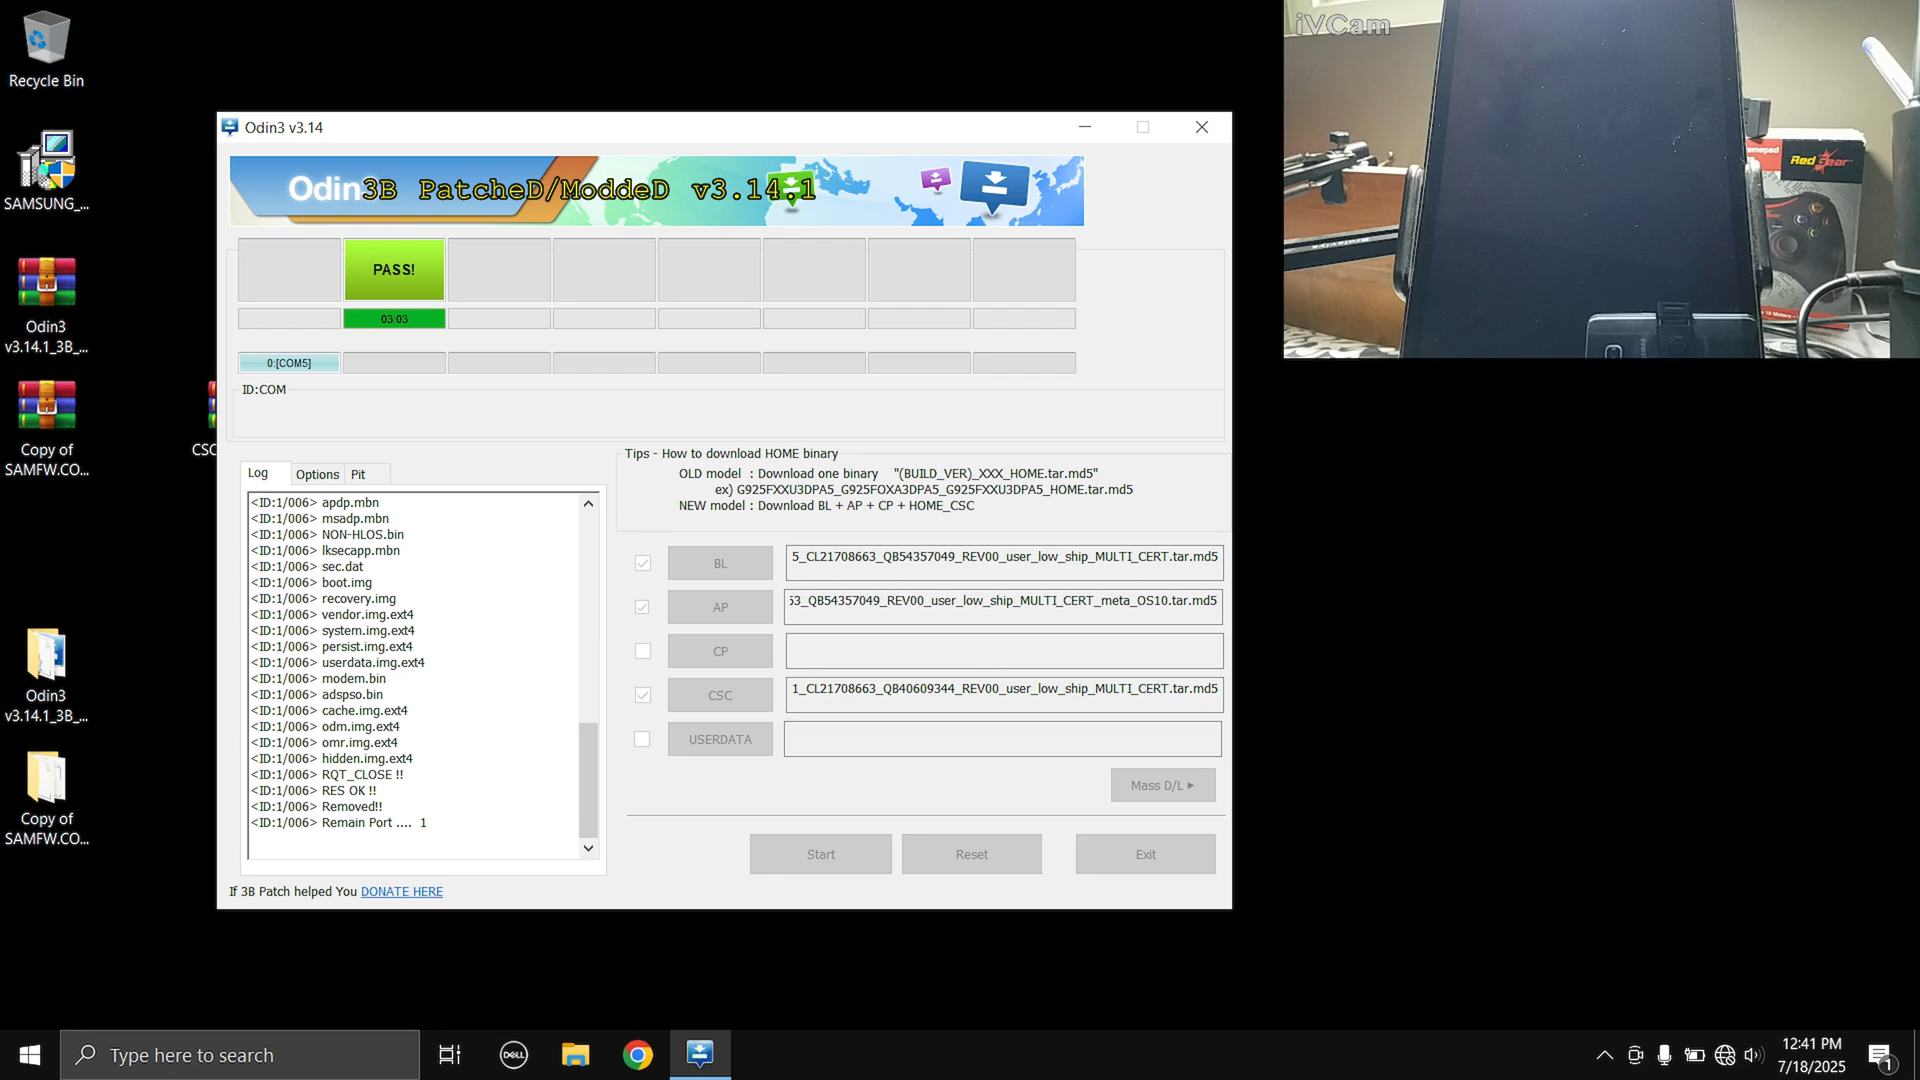 Recycle Bin
SAMSUNG_...
Odin3
v3.14.1_3B_...
Copy of
SAMFW.CO...
CSC
Odin3
v3.14.1_3B_...
Copy of
SAMFW.CO...
iVCam
RedGear
Odin3 v3.14
Odin3B PatcheD/ModdeD v3.14.1
PASS!
03:03
0:[COM5]
ID:COM
Log
Options
Pit
<ID:1/006> apdp.mbn
<ID:1/006> msadp.mbn
<ID:1/006> NON-HLOS.bin
<ID:1/006> lksecapp.mbn
<ID:1/006> sec.dat
<ID:1/006> boot.img
<ID:1/006> recovery.img
<ID:1/006> vendor.img.ext4
<ID:1/006> system.img.ext4
<ID:1/006> persist.img.ext4
<ID:1/006> userdata.img.ext4
<ID:1/006> modem.bin
<ID:1/006> adspso.bin
<ID:1/006> cache.img.ext4
<ID:1/006> odm.img.ext4
<ID:1/006> omr.img.ext4
<ID:1/006> hidden.img.ext4
<ID:1/006> RQT_CLOSE !!
<ID:1/006> RES OK !!
<ID:1/006> Removed!!
<ID:1/006> Remain Port .... 1
If 3B Patch helped You DONATE HERE
Tips - How to download HOME binary
OLD model : Download one binary "(BUILD_VER)_XXX_HOME.tar.md5"
ex) G925FXXU3DPA5_G925FOXA3DPA5_G925FXXU3DPA5_HOME.tar.md5
NEW model : Download BL + AP + CP + HOME_CSC
BL
5_CL21708663_QB54357049_REV00_user_low_ship_MULTI_CERT.tar.md5
AP
53_QB54357049_REV00_user_low_ship_MULTI_CERT_meta_OS10.tar.md5
CP
CSC
1_CL21708663_QB40609344_REV00_user_low_ship_MULTI_CERT.tar.md5
USERDATA
Mass D/L
Start
Reset
Exit
Type here to search
DELL
12:41 PM
7/18/2025
1